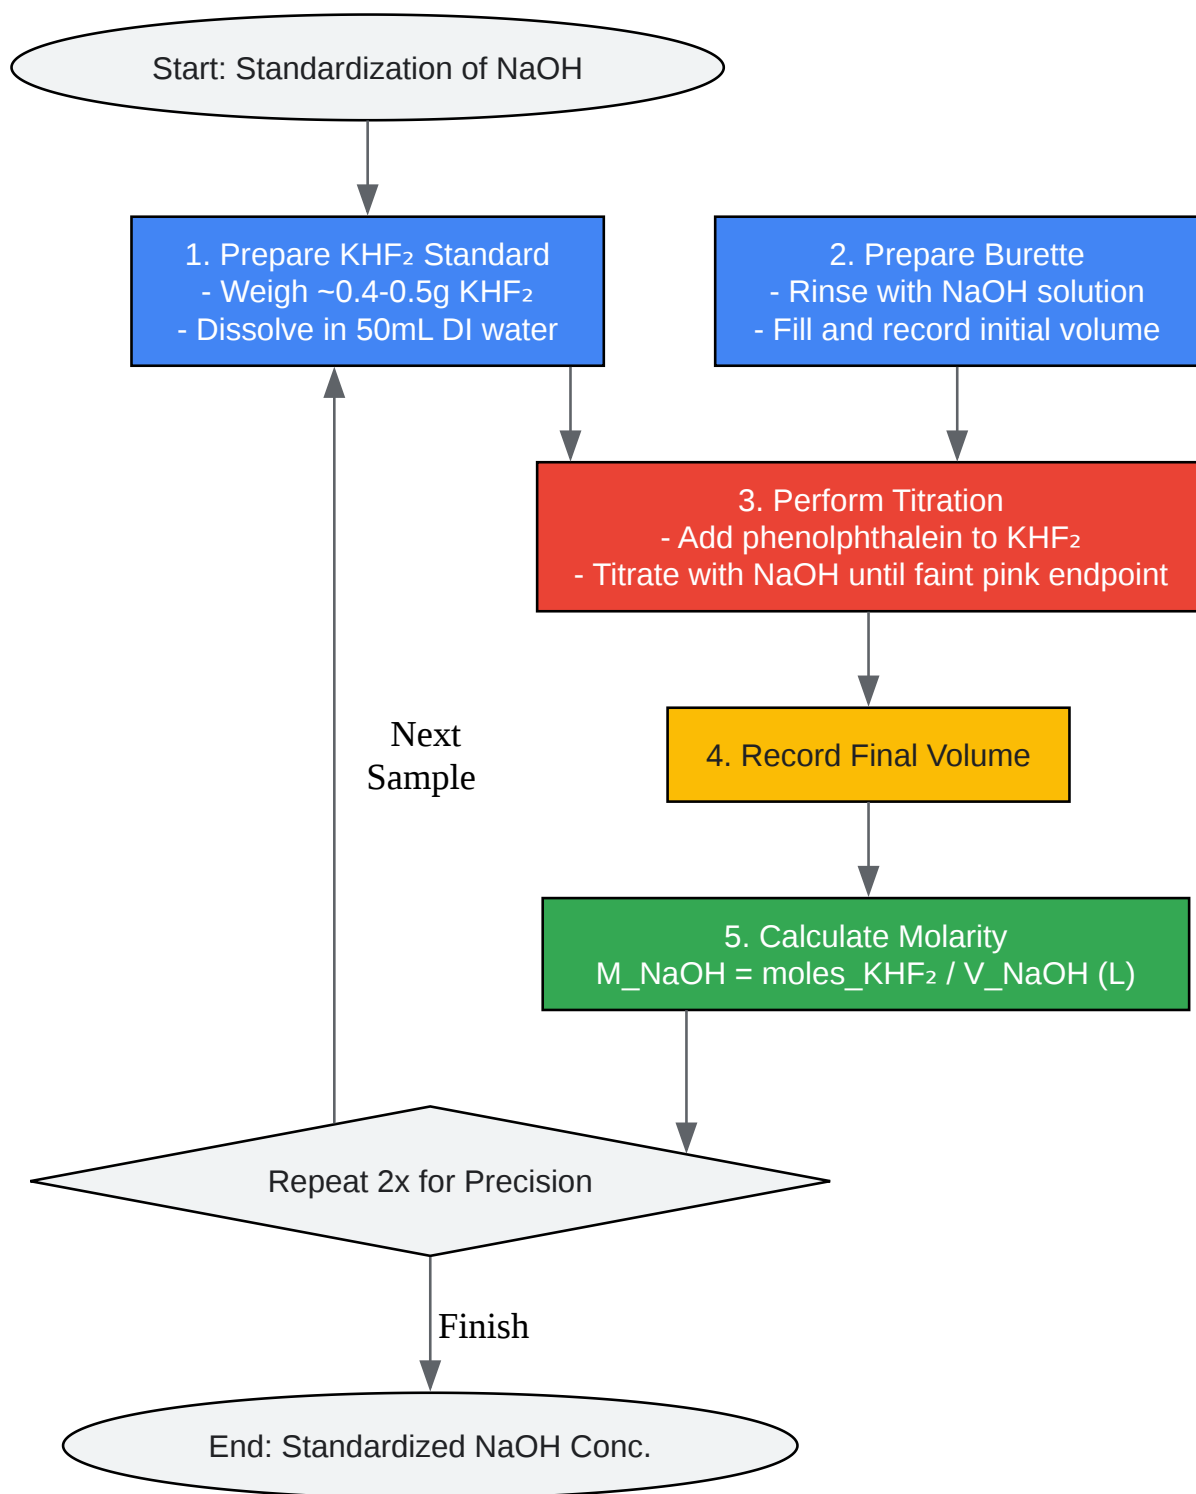 Start: Standardization of NaOH
1. Prepare KHF₂ Standard
- Weigh ~0.4-0.5g KHF₂
- Dissolve in 50mL DI water
2. Prepare Burette
- Rinse with NaOH solution
- Fill and record initial volume
3. Perform Titration
- Add phenolphthalein to KHF₂
- Titrate with NaOH until faint pink endpoint
Next
Sample
4. Record Final Volume
5. Calculate Molarity
M_NaOH = moles_KHF₂ / V_NaOH (L)
Repeat 2x for Precision
Finish
End: Standardized NaOH Conc.